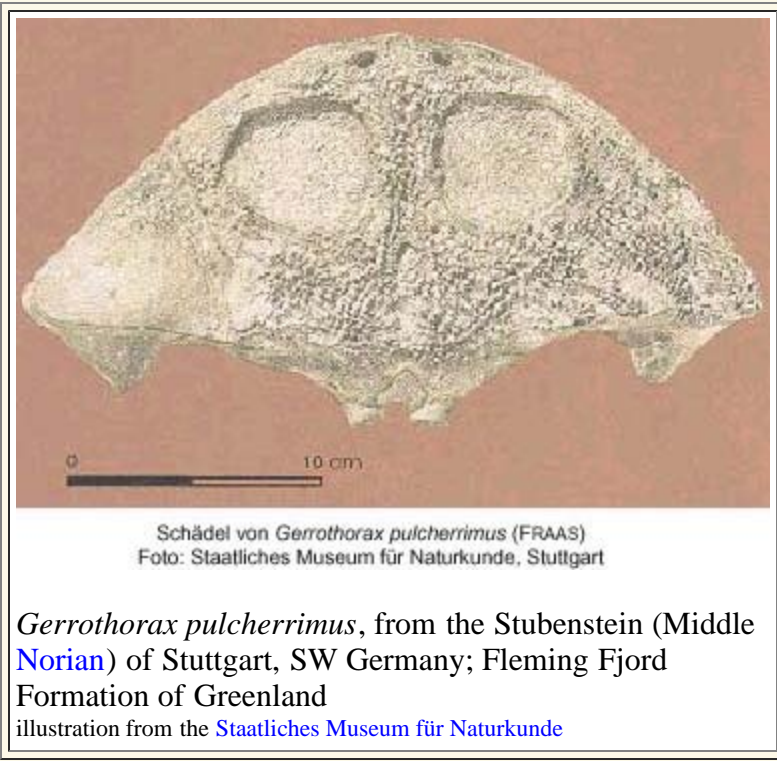 0 10 cm
Schädel von Gerrothorax pulcherrimus (FRAAS)
Foto: Staatliches Museum für Naturkunde, Stuttgart
Gerrothorax pulcherrimus, from the Stubenstein (Middle
Norian) of Stuttgart, SW Germany; Fleming Fjord
Formation of Greenland
illustration from the Staatliches Museum für Naturkunde